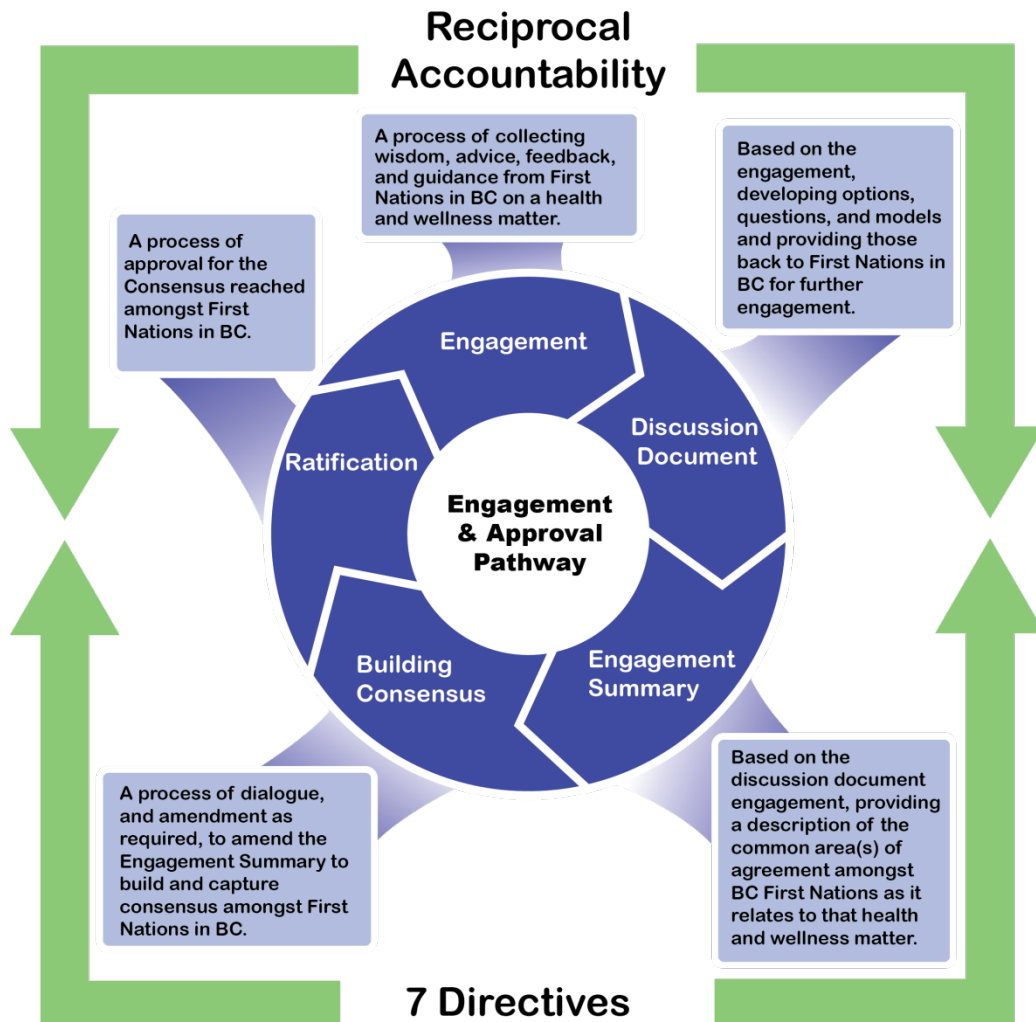 Reciprocal
Accountability
A process of collecting
wisdom, advice, feedback,
and guidance from First
Nations in BC on a health
and wellness matter.
Based on the
engagement,
developing options,
questions, and models
and providing those
back to First Nations in
BC for further
engagement.
A process of
approval for the
Consensus reached
amongst First
Nations in BC.
Engagement
Discussion
Document
Ratification
Engagement
& Approval
Pathway
Building
Consensus
Engagement
Summary
A process of dialogue,
and amendment as
required, to amend the
Engagement Summary to
build and capture
consensus amongst First
Nations in BC.
Based on the
discussion document
engagement, providing
a description of the
common area(s) of
agreement amongst
BC First Nations as it
relates to that health
and wellness matter.
7 Directives